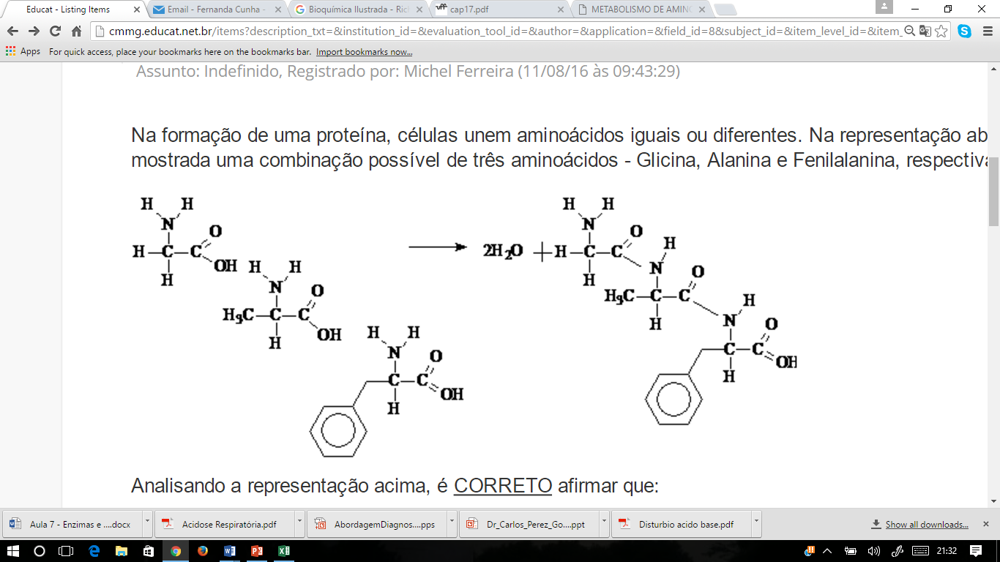 Educat - Listing Items
Email - Fernanda Cunha -
Bioquímica Ilustrada - Ric
cap17.pdf
METABOLISMO DE AMINO
cmmg.educat.net.br/items?description_txt=&institution_id=&evaluation_tool_id=&author=&application=&field_id=8&subject_id=&item_level_id=&item_
Apps For quick access, place your bookmarks here on the bookmarks bar. Import bookmarks now...
Assunto: Indefinido, Registrado por: Michel Ferreira (11/08/16 às 09:43:29)
Na formação de uma proteína, células unem aminoácidos iguais ou diferentes. Na representação ab
mostrada uma combinação possível de três aminoácidos - Glicina, Alanina e Fenilalanina, respectiva
H H
N O
H C C
H OH
H H
N O
H3C C C
H OH
H H
N O
C C
H OH
2H2O +
H H
N O
H C C
H
H
N O
H3C C C
H
H
N O
C C
H OH
Analisando a representação acima, é CORRETO afirmar que:
Aula 7 - Enzimas e ....docx
Acidose Respiratória.pdf
AbordagemDiagnos....pps
Dr_Carlos_Perez_Go....ppt
Disturbio acido base.pdf
Show all downloads...
21:32